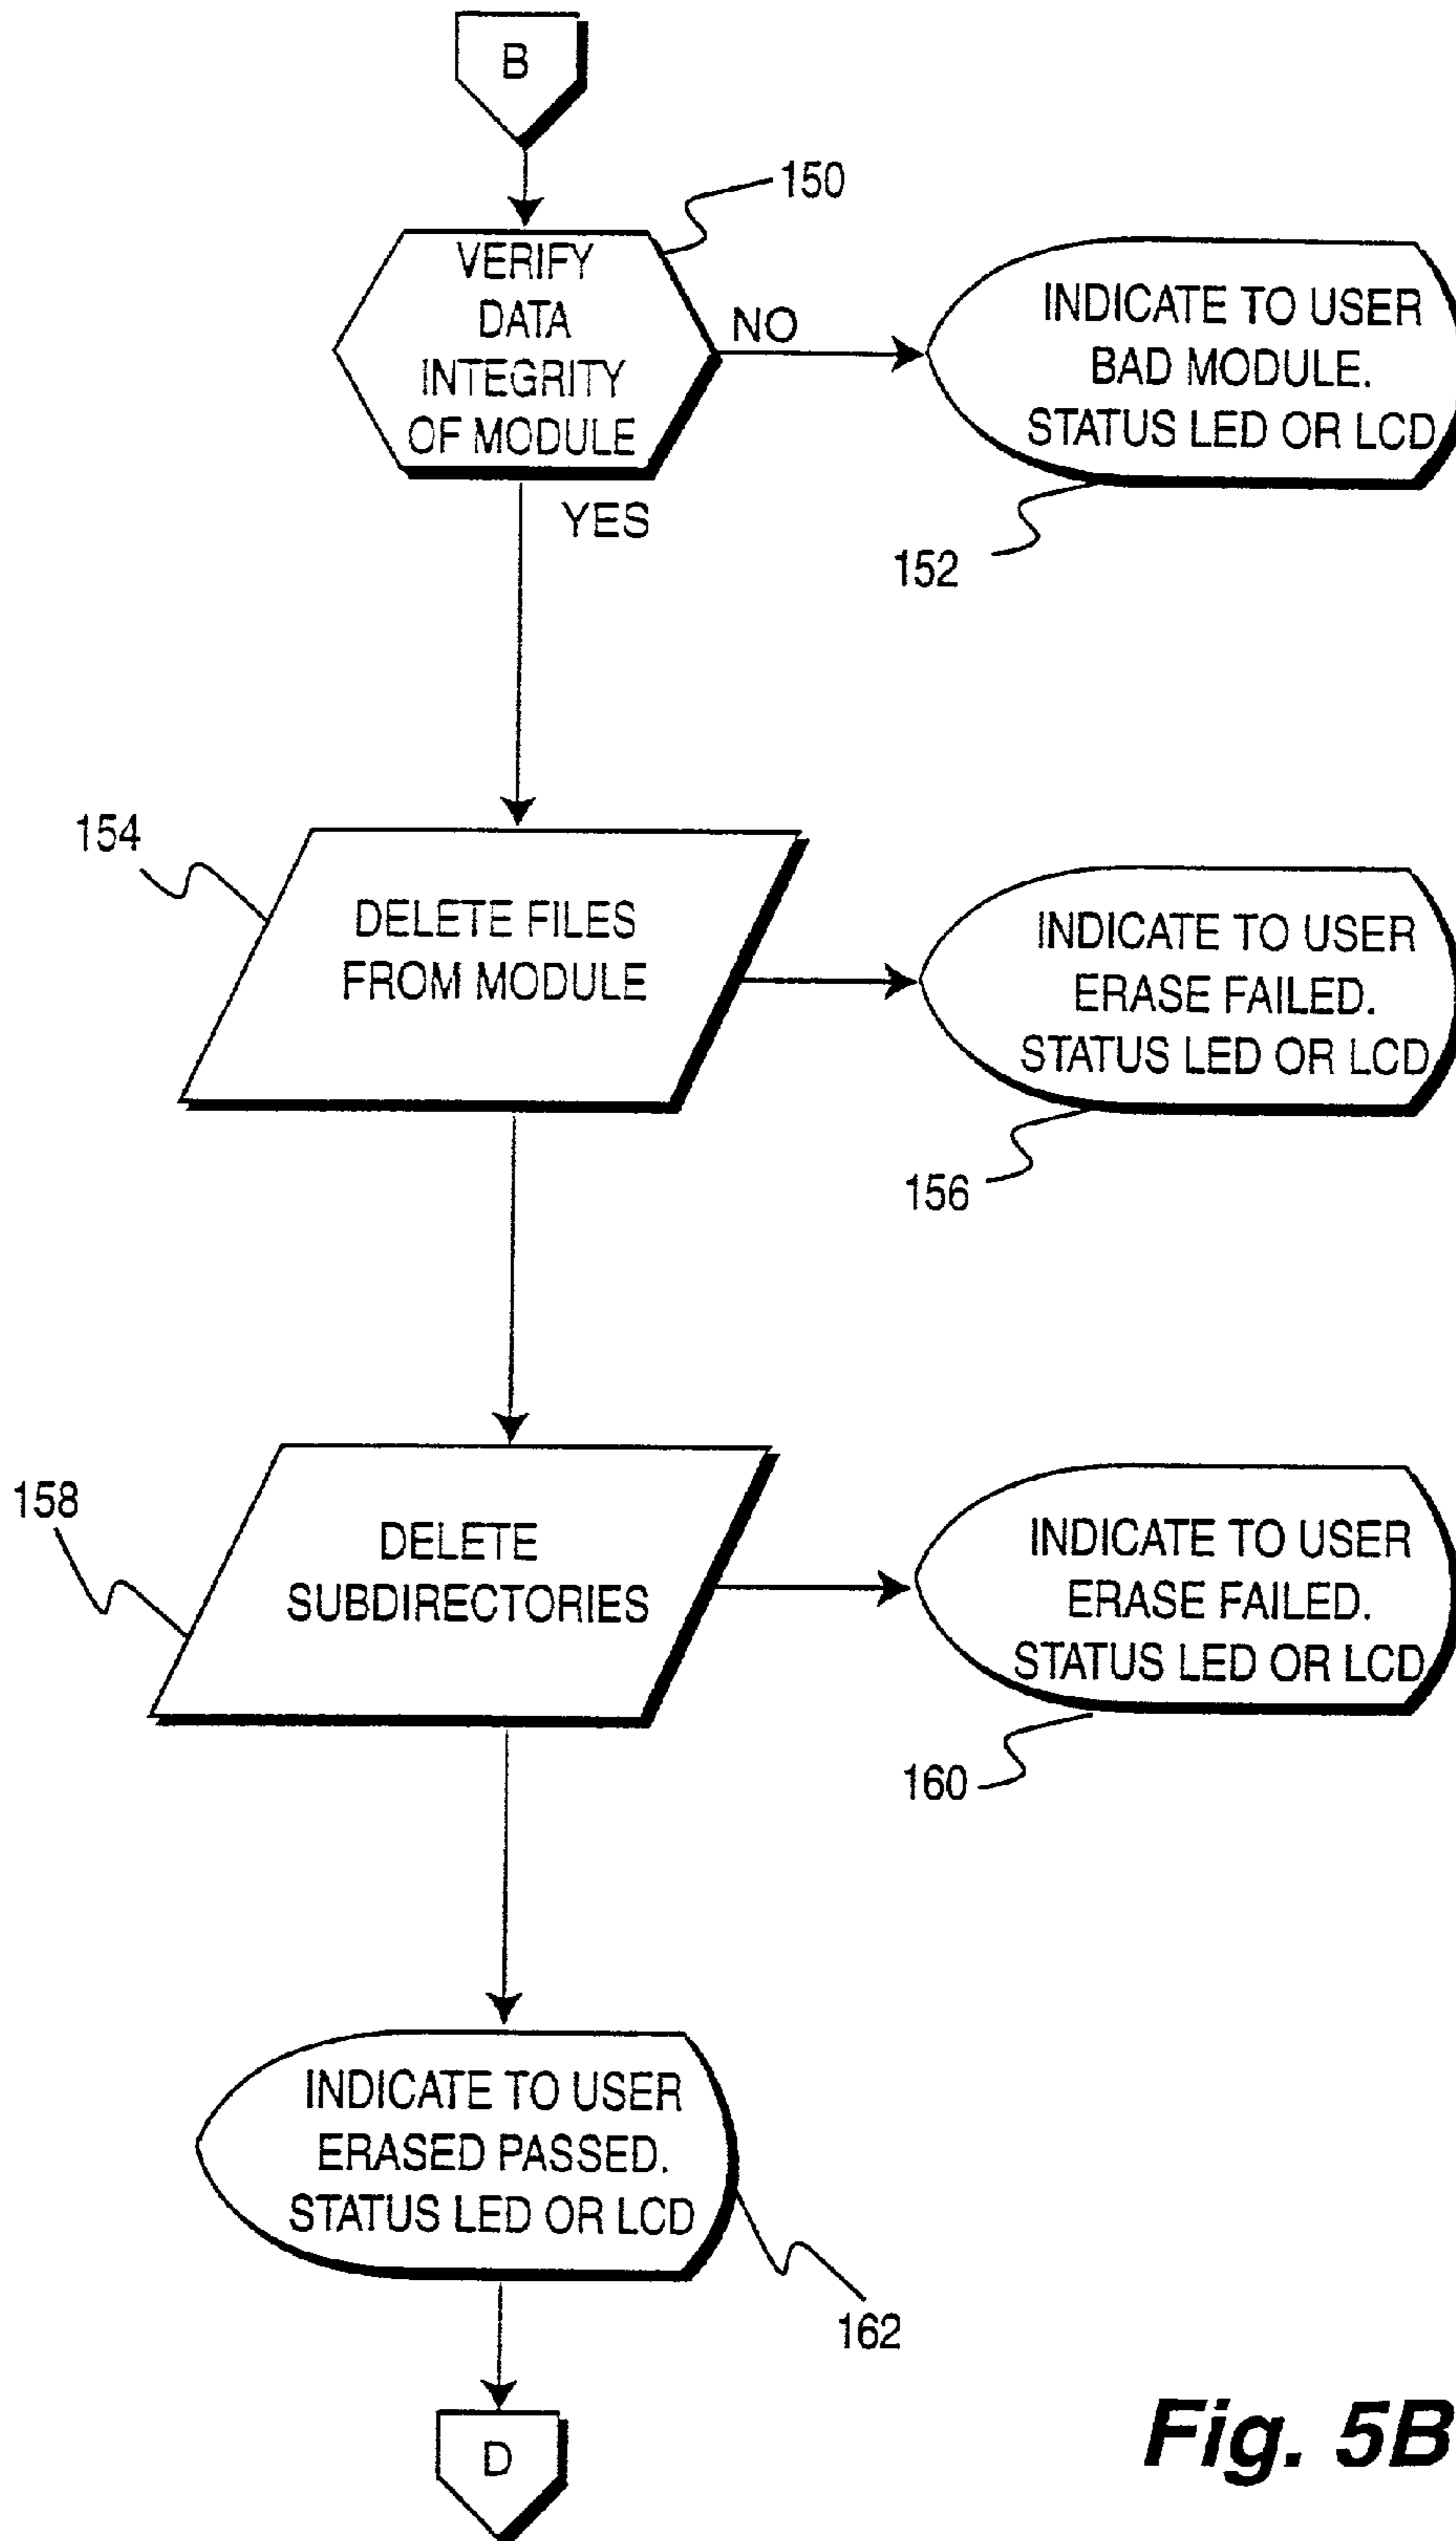 B
150
VERIFY
DATA
INTEGRITY
OF MODULE
NO
INDICATE TO USER
BAD MODULE.
STATUS LED OR LCD
152
YES
154
DELETE FILES
FROM MODULE
INDICATE TO USER
ERASE FAILED.
STATUS LED OR LCD
156
158
DELETE
SUBDIRECTORIES
INDICATE TO USER
ERASE FAILED.
STATUS LED OR LCD
160
INDICATE TO USER
ERASED PASSED.
STATUS LED OR LCD
162
D
Fig. 5B